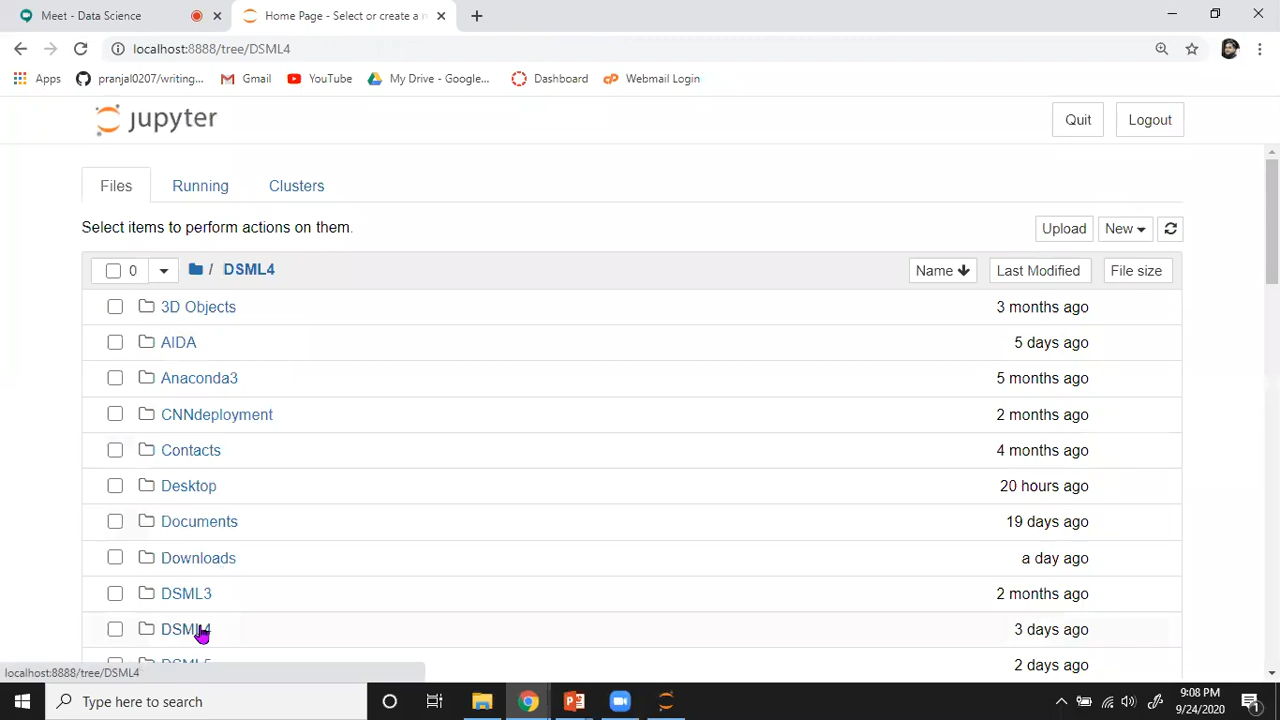 Meet - Data Science
Home Page - Select or create a n
localhost:8888/tree/DSML4
Apps
pranjal0207/writing...
Gmail
YouTube
My Drive - Google...
Dashboard
Webmail Login
jupyter
Quit
Logout
Files
Running
Clusters
Select items to perform actions on them.
Upload
New
0
/ DSML4
Name
Last Modified
File size
3D Objects
3 months ago
AIDA
5 days ago
Anaconda3
5 months ago
CNNdeployment
2 months ago
Contacts
4 months ago
Desktop
20 hours ago
Documents
19 days ago
Downloads
a day ago
DSML3
2 months ago
DSML4
3 days ago
DSML5
2 days ago
localhost:8888/tree/DSML4
Type here to search
9:08 PM
9/24/2020
1